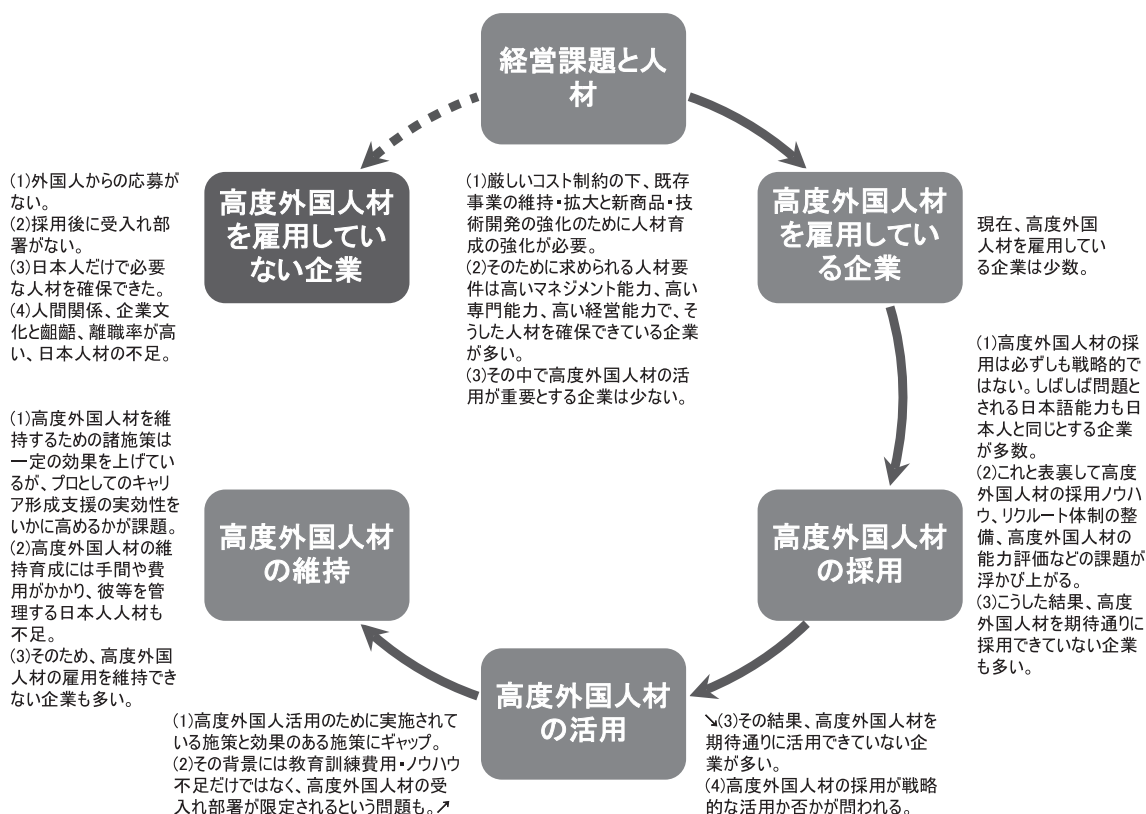 経営課題と人
材
(1)外国人からの応募が
ない。
(2)採用後に受入れ部
署がない。
(3)日本人だけで必要
な人材を確保できた。
(4)人間関係、企業文
化と齟齬、離職率が高
い、日本人材の不足。
高度外国人材
を雇用してい
ない企業
(1)厳しいコスト制約の下、既存
事業の維持・拡大と新商品・技
術開発の強化のために人材育
成の強化が必要。
(2)そのために求められる人材要
件は高いマネジメント能力、高い
専門能力、高い経営能力で、そ
うした人材を確保できている企業
が多い。
(3)その中で高度外国人材の活
用が重要とする企業は少ない。
高度外国人材
を雇用してい
る企業
現在、高度外国
人材を雇用してい
る企業は少数。
(1)高度外国人材の採
用は必ずしも戦略的で
はない。しばしば問題と
される日本語能力も日
本人と同じとする企業
が多数。
(2)これと表裏して高度
外国人材の採用ノウハ
ウ、リクルート体制の整
備、高度外国人材の
能力評価などの課題が
浮かび上がる。
(3)こうした結果、高度
外国人材を期待通りに
採用できていない企業
も多い。
高度外国人材
の採用
高度外国人材
の活用
(1)高度外国人活用のために実施されて
いる施策と効果のある施策にギャップ。
(2)その背景には教育訓練費用・ノウハウ
不足だけではなく、高度外国人材の受
入れ部署が限定されるという問題も。↗
↘(3)その結果、高度外国人材を
期待通りに活用できていない企
業が多い。
(4)高度外国人材の採用が戦略
的な活用か否かが問われる。
高度外国人材
の維持
(1)高度外国人材を維
持するための諸施策は
一定の効果を上げてい
るが、プロとしてのキャリ
ア形成支援の実効性を
いかに高めるかが課題。
(2)高度外国人材の維
持育成には手間や費
用がかかり、彼等を管
理する日本人人材も
不足。
(3)そのため、高度外国
人材の雇用を維持でき
ない企業も多い。